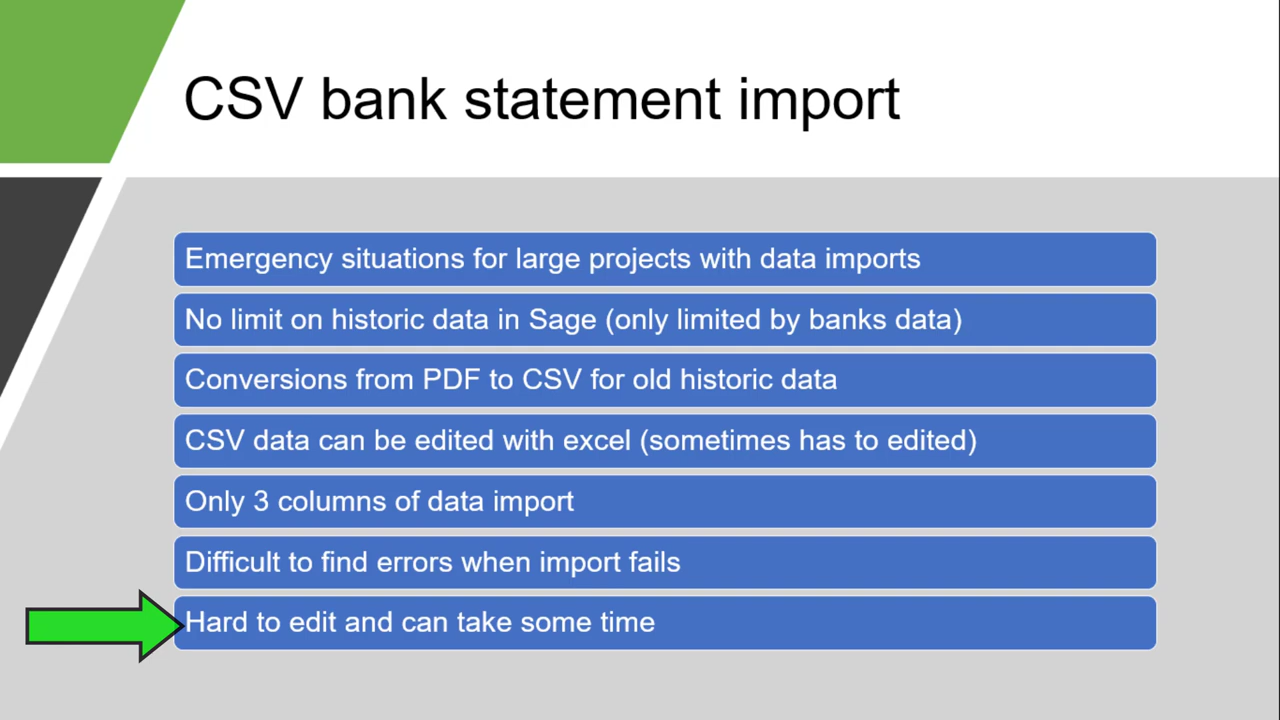 CSV bank statement import
Emergency situations for large projects with data imports
No limit on historic data in Sage (only limited by banks data)
Conversions from PDF to CSV for old historic data
CSV data can be edited with excel (sometimes has to edited)
Only 3 columns of data import
Difficult to find errors when import fails
Hard to edit and can take some time